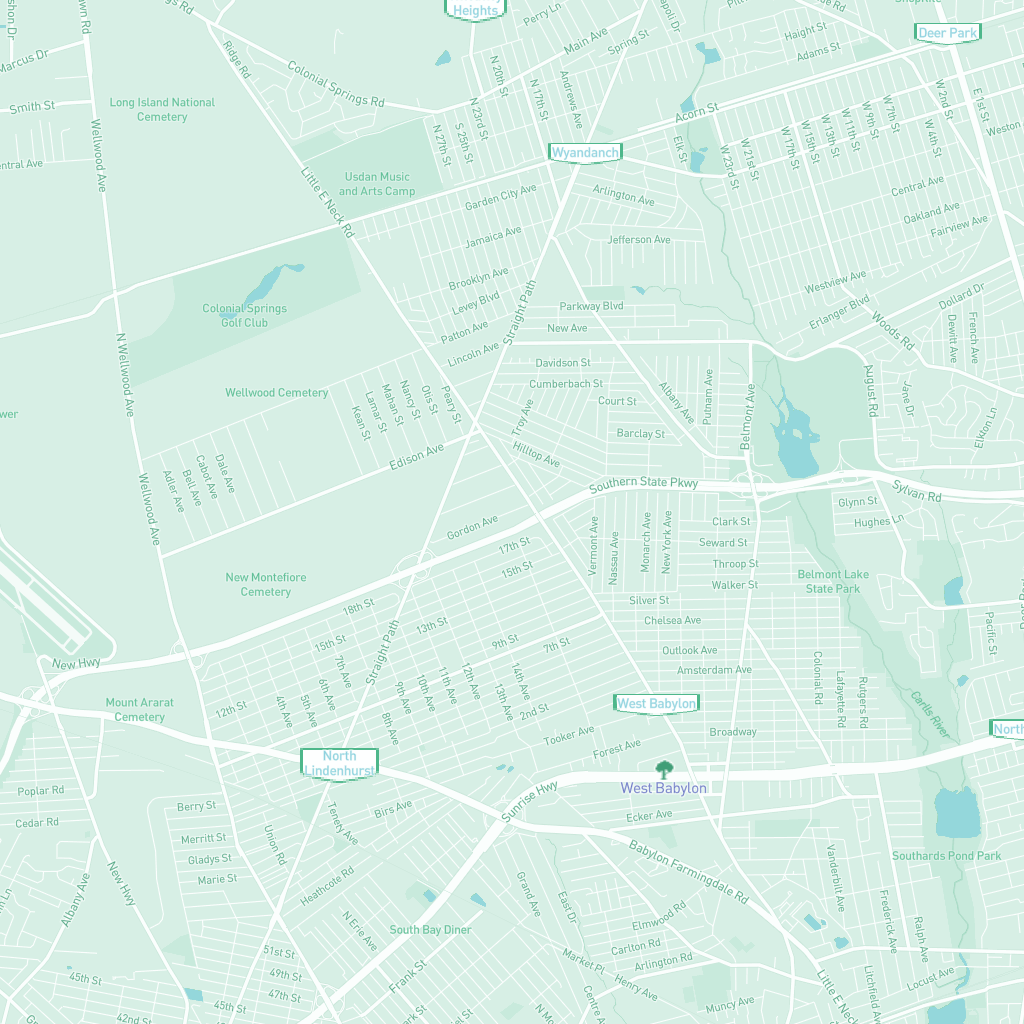 Heights
Perry Ln
Main Ave
Spring St
Haight St
Adams St
Deer Park
Marcus Dr
Ridge Rd
Colonial Springs Rd
N 20th St
N 17th St
Andrews Ave
Smith St
Long Island National
Cemetery
N 23rd St
S 25th St
N 27th St
Acorn St
E 1st St
W 2nd St
W 4th St
W 7th St
W 9th St
W 11th St
W 13th St
W 15th St
W 17th St
W 21st St
W 23rd St
Weston
Wellwood Ave
Wyandanch
Elk St
Little E Neck Rd
Usdan Music
and Arts Camp
Garden City Ave
Arlington Ave
Central Ave
Oakland Ave
Fairview Ave
Jamaica Ave
Jefferson Ave
Brooklyn Ave
Levey Blvd
Straight Path
Parkway Blvd
Westview Ave
Erlanger Blvd
Dollard Dr
Colonial Springs
Golf Club
Patton Ave
New Ave
Woods Rd
Dewitt Ave
French Ave
N Wellwood Ave
Lincoln Ave
Davidson St
Cumberbach St
Wellwood Cemetery
Court St
Albany Ave
Putnam Ave
Belmont Ave
August Rd
Jane Dr
Elkton Ln
Peary St
Otis St
Nancy St
Mahan St
Lamar St
Kean St
Troy Ave
Barclay St
Edison Ave
Hilltop Ave
Wellwood Ave
Dale Ave
Cabot Ave
Bell Ave
Adler Ave
Southern State Pkwy
Sylvan Rd
Glynn St
Hughes Ln
Gordon Ave
Clark St
Seward St
Throop St
Walker St
Vermont Ave
Nassau Ave
Monarch Ave
New York Ave
17th St
15th St
New Montefiore
Cemetery
Belmont Lake
State Park
18th St
Silver St
Chelsea Ave
13th St
15th St
9th St
7th St
Pacific St
Outlook Ave
Amsterdam Ave
New Hwy
Straight Path
7th Ave
6th Ave
5th Ave
4th Ave
14th Ave
12th Ave
11th Ave
10th Ave
9th Ave
8th Ave
13th Ave
Colonial Rd
Lafayette Rd
Rutgers Rd
Carlls River
Mount Ararat
Cemetery
12th St
2nd St
West Babylon
Broadway
North
Tooker Ave
Forest Ave
North
Lindenhurst
West Babylon
Sunrise Hwy
Poplar Rd
Cedar Rd
Berry St
Birs Ave
Tenety Ave
Ecker Ave
Merritt St
Gladys St
Marie St
Union Rd
Babylon Farmingdale Rd
Southards Pond Park
Vanderbilt Ave
Heathcote Rd
New Hwy
Albany Ave
Grand Ave
East Dr
Frederick Ave
Ralph Ave
N Erie Ave
South Bay Diner
Elmwood Rd
Carlton Rd
Arlington Rd
51st St
49th St
47th St
45th St
45th St
42nd St
Frank St
Market Pl
Henry Ave
Centre Ave
Muncy Ave
Little E Neck
Litchfield Ave
Locust Ave